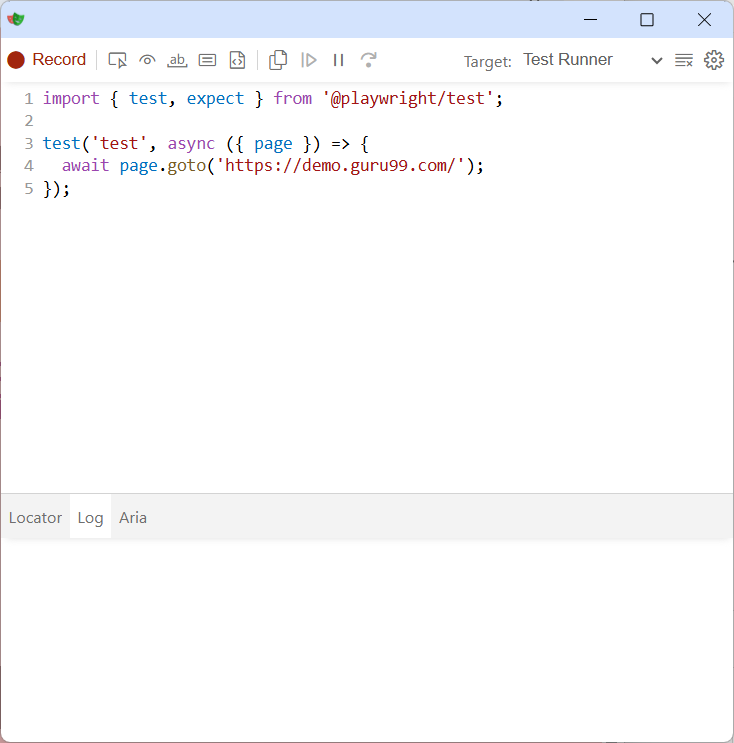 Record ab Target: Test Runner
1 import { test, expect } from '@playwright/test';
2
3 test('test', async ({ page }) => {
4   await page.goto('https://demo.guru99.com/');
5 });
Locator Log Aria